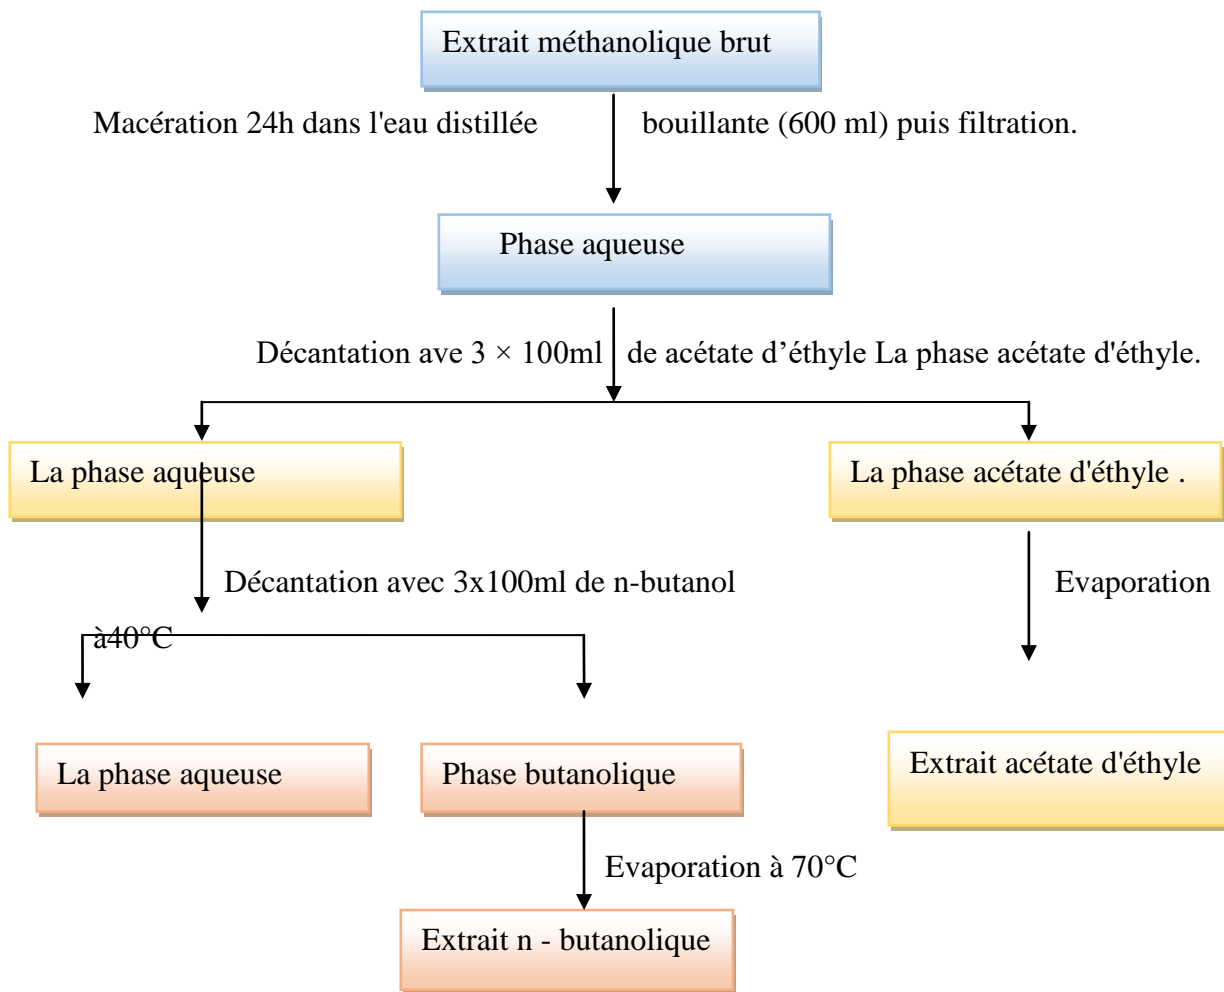 Extrait méthanolique brut
Macération 24h dans l'eau distillée bouillante (600 ml) puis filtration.
Phase aqueuse
Décantation ave 3 × 100ml de acétate d’éthyle La phase acétate d'éthyle.
La phase aqueuse
La phase acétate d'éthyle .
Décantation avec 3x100ml de n-butanol
Evaporation
à40°C
La phase aqueuse
Phase butanolique
Extrait acétate d'éthyle
Evaporation à 70°C
Extrait n - butanolique